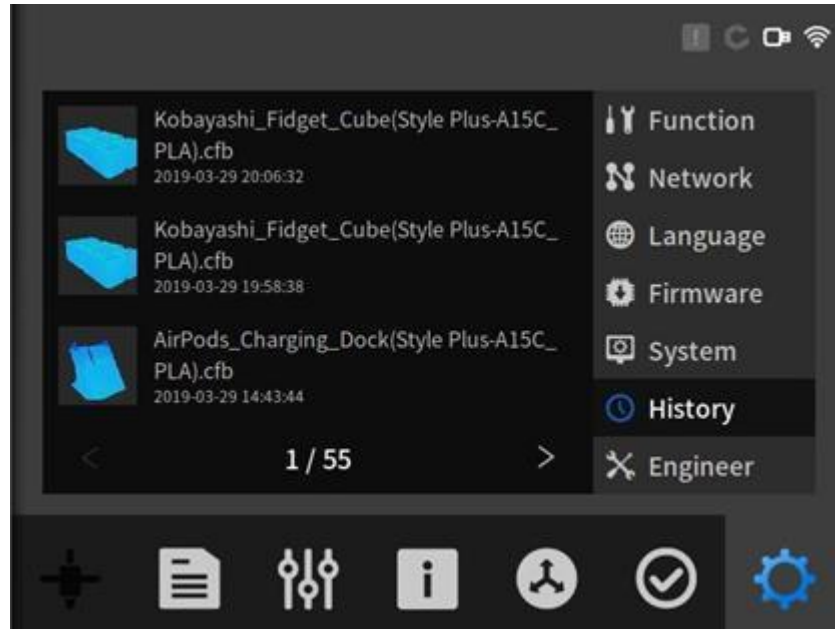 Kobayashi_Fidget_Cube(Style Plus-A15C_
PLA).cfb
2019-03-29 20:06:32
Kobayashi_Fidget_Cube(Style Plus-A15C_
PLA).cfb
2019-03-29 19:58:38
AirPods_Charging_Dock(Style Plus-A15C_
PLA).cfb
2019-03-29 14:43:44
< 1 / 55 >
Function
Network
Language
Firmware
System
History
Engineer